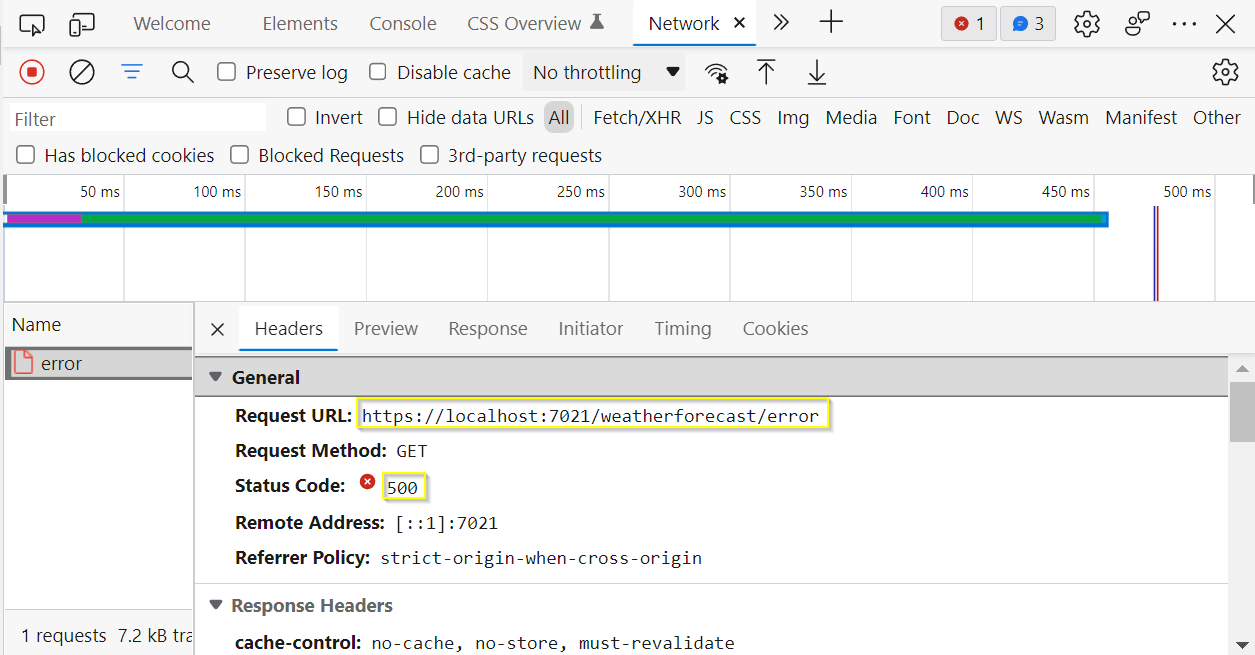 Welcome Elements Console CSS Overview Network 1 3
Preserve log Disable cache No throttling
Filter Invert Hide data URLs All Fetch/XHR JS CSS Img Media Font Doc WS Wasm Manifest Other
Has blocked cookies Blocked Requests 3rd-party requests
50 ms 100 ms 150 ms 200 ms 250 ms 300 ms 350 ms 400 ms 450 ms 500 ms
Name
error
Headers Preview Response Initiator Timing Cookies
General
Request URL: https://localhost:7021/weatherforecast/error
Request Method: GET
Status Code: 500
Remote Address: [::1]:7021
Referrer Policy: strict-origin-when-cross-origin
Response Headers
cache-control: no-cache, no-store, must-revalidate
1 requests 7.2 kB tra